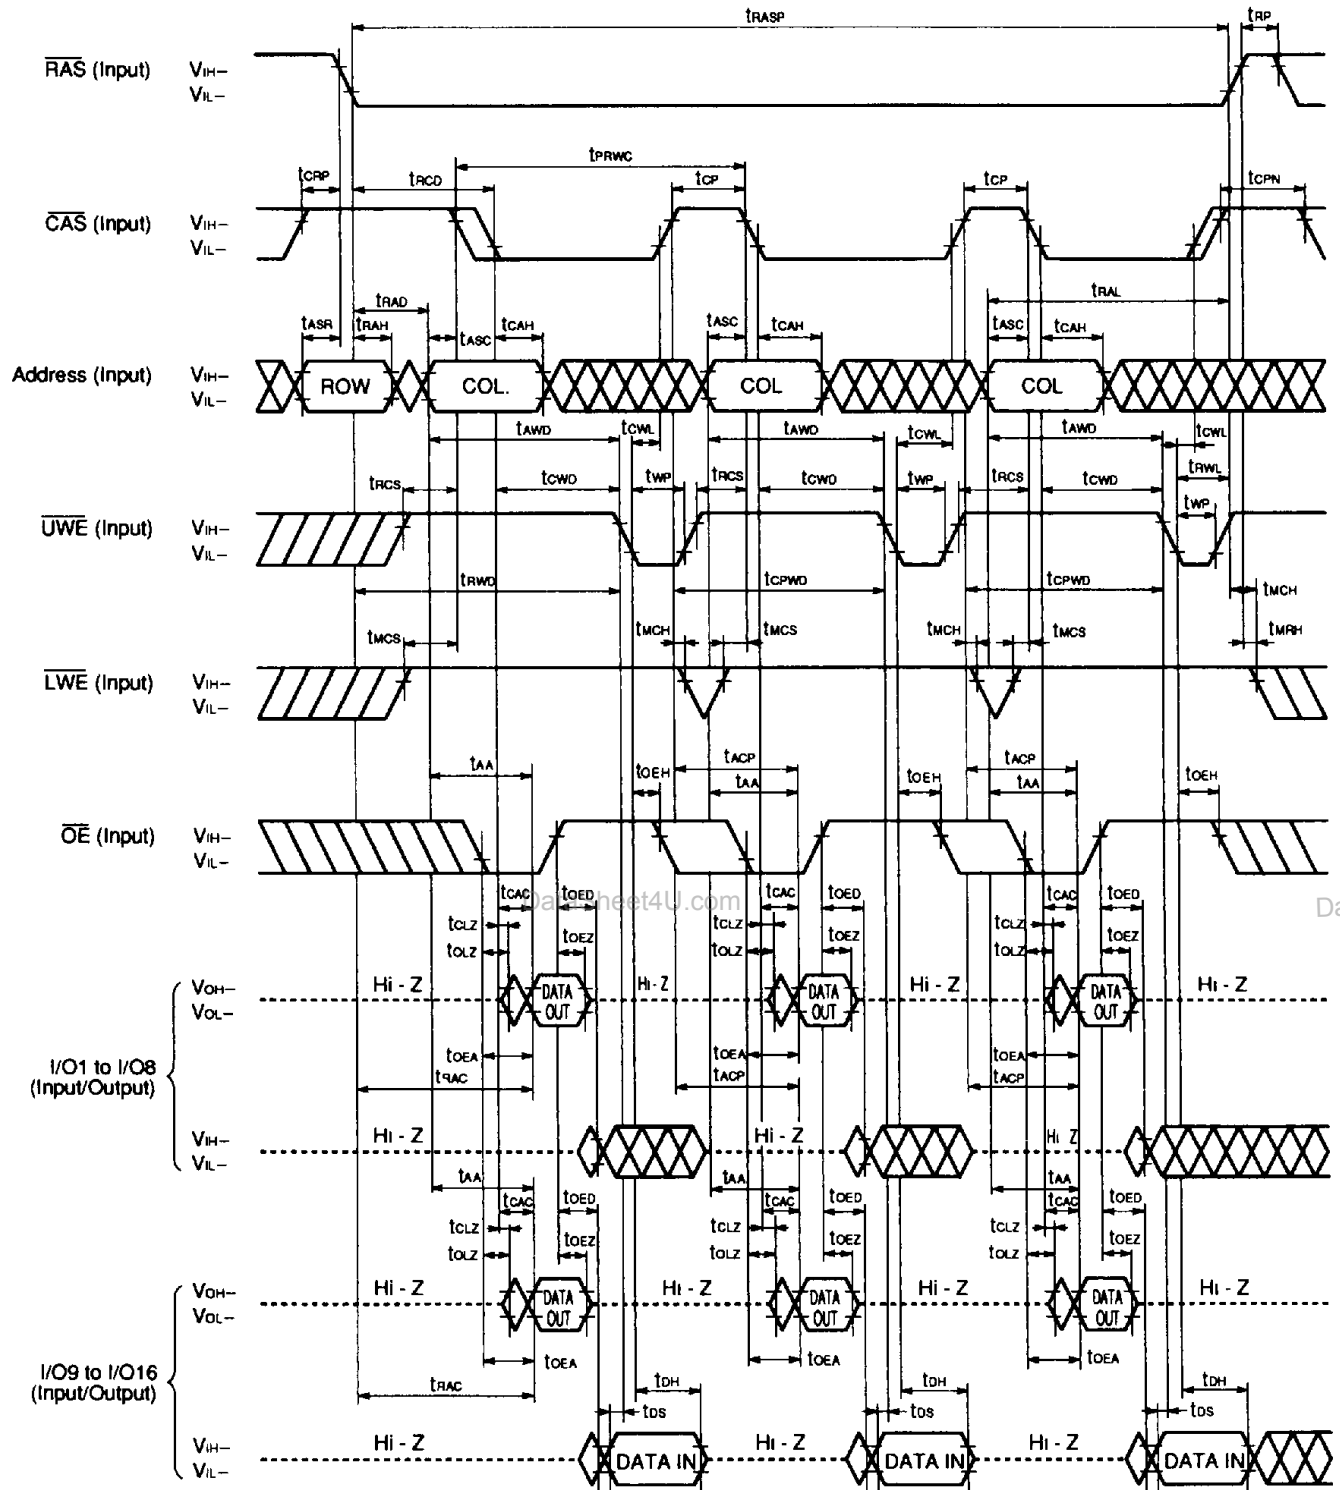 tRASP tRP
RAS (Input) VIH– VIL–
tPRWC
tCRP tRCD tCP tCP tCPN
CAS (Input) VIH– VIL–
tRAD tRAL
tASR tRAH tASC tCAH tASC tCAH tASC tCAH
Address (Input) VIH– VIL– ROW COL. COL COL
tAWD tCWL tAWD tCWL tAWD tCWL
tRCS tCWD tWP tRCS tCWD tWP tRCS tCWD tRWL tWP
UWE (Input) VIH– VIL–
tRWD tCPWD tCPWD tMCH
tMCS tMCH tMCS tMCH tMCS tMRH
LWE (Input) VIH– VIL–
tACP tACP
tAA tOEH tAA tOEH tAA tOEH
OE (Input) VIH– VIL–
DataSheet4U.com Da
tCAC tOED tCAC tOED tCAC tOED
tCLZ tOEZ tCLZ tOEZ tCLZ tOEZ
tOLZ tOLZ tOLZ
VOH– VOL– Hi - Z DATA OUT Hi - Z DATA OUT Hi - Z DATA OUT Hi - Z
I/O1 to I/O8 (Input/Output)
tOEA tOEA tOEA
tRAC tACP tACP
VIH– VIL– Hi - Z Hi - Z Hi Z
tAA tAA tAA
tCAC tOED tCAC tOED tCAC tOED
tCLZ tOEZ tCLZ tOEZ tCLZ tOEZ
tOLZ tOLZ tOLZ
VOH– VOL– Hi - Z DATA OUT Hi - Z DATA OUT Hi - Z DATA OUT Hi - Z
I/O9 to I/O16 (Input/Output)
tOEA tOEA tOEA
tRAC tDH tDH tDH
tDS tDS tDS
VIH– VIL– Hi - Z DATA IN Hi - Z DATA IN Hi - Z DATA IN